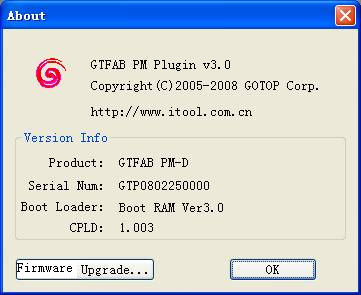 About
GTFAB PM Plugin v3.0
Copyright(C)2005-2008 GOTOP Corp.
http://www.itool.com.cn
Version Info
Product: GTFAB PM-D
Serial Num: GTP0802250000
Boot Loader: Boot RAM Ver3.0
CPLD: 1.003
Firmware Upgrade... OK